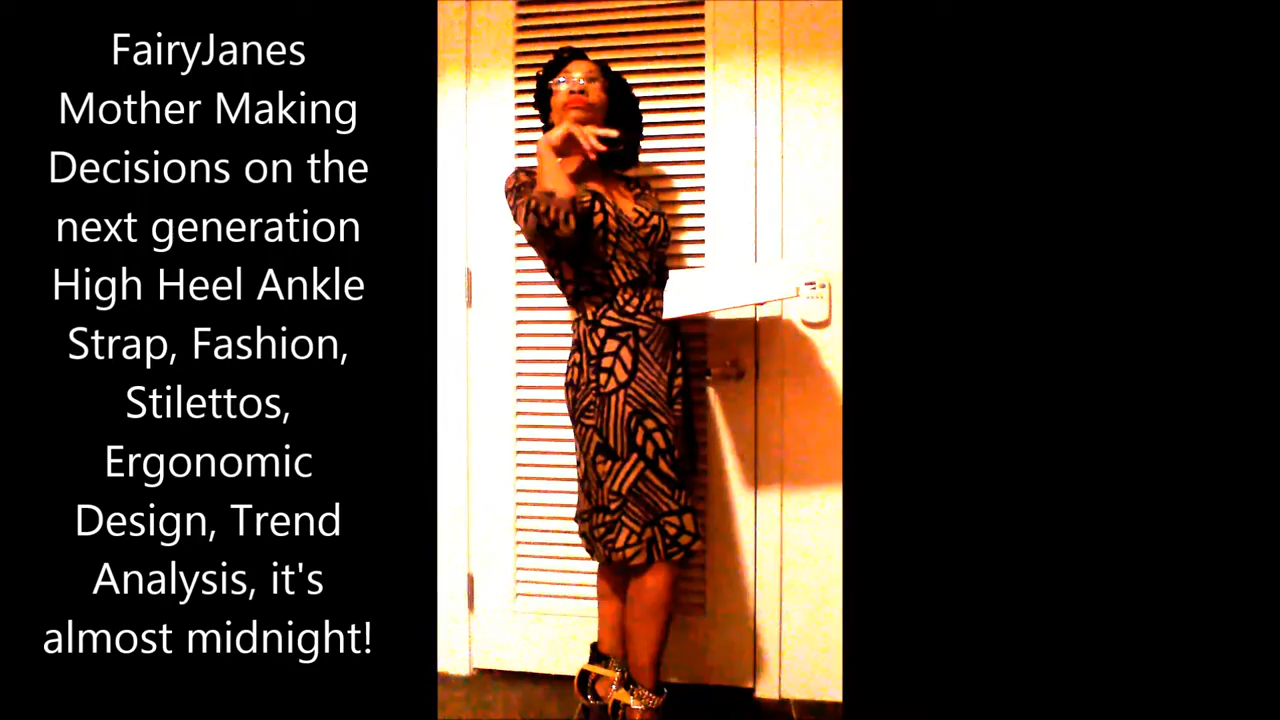 FairyJanes
Mother Making
Decisions on the
next generation
High Heel Ankle
Strap, Fashion,
Stilettos,
Ergonomic
Design, Trend
Analysis, it's
almost midnight!